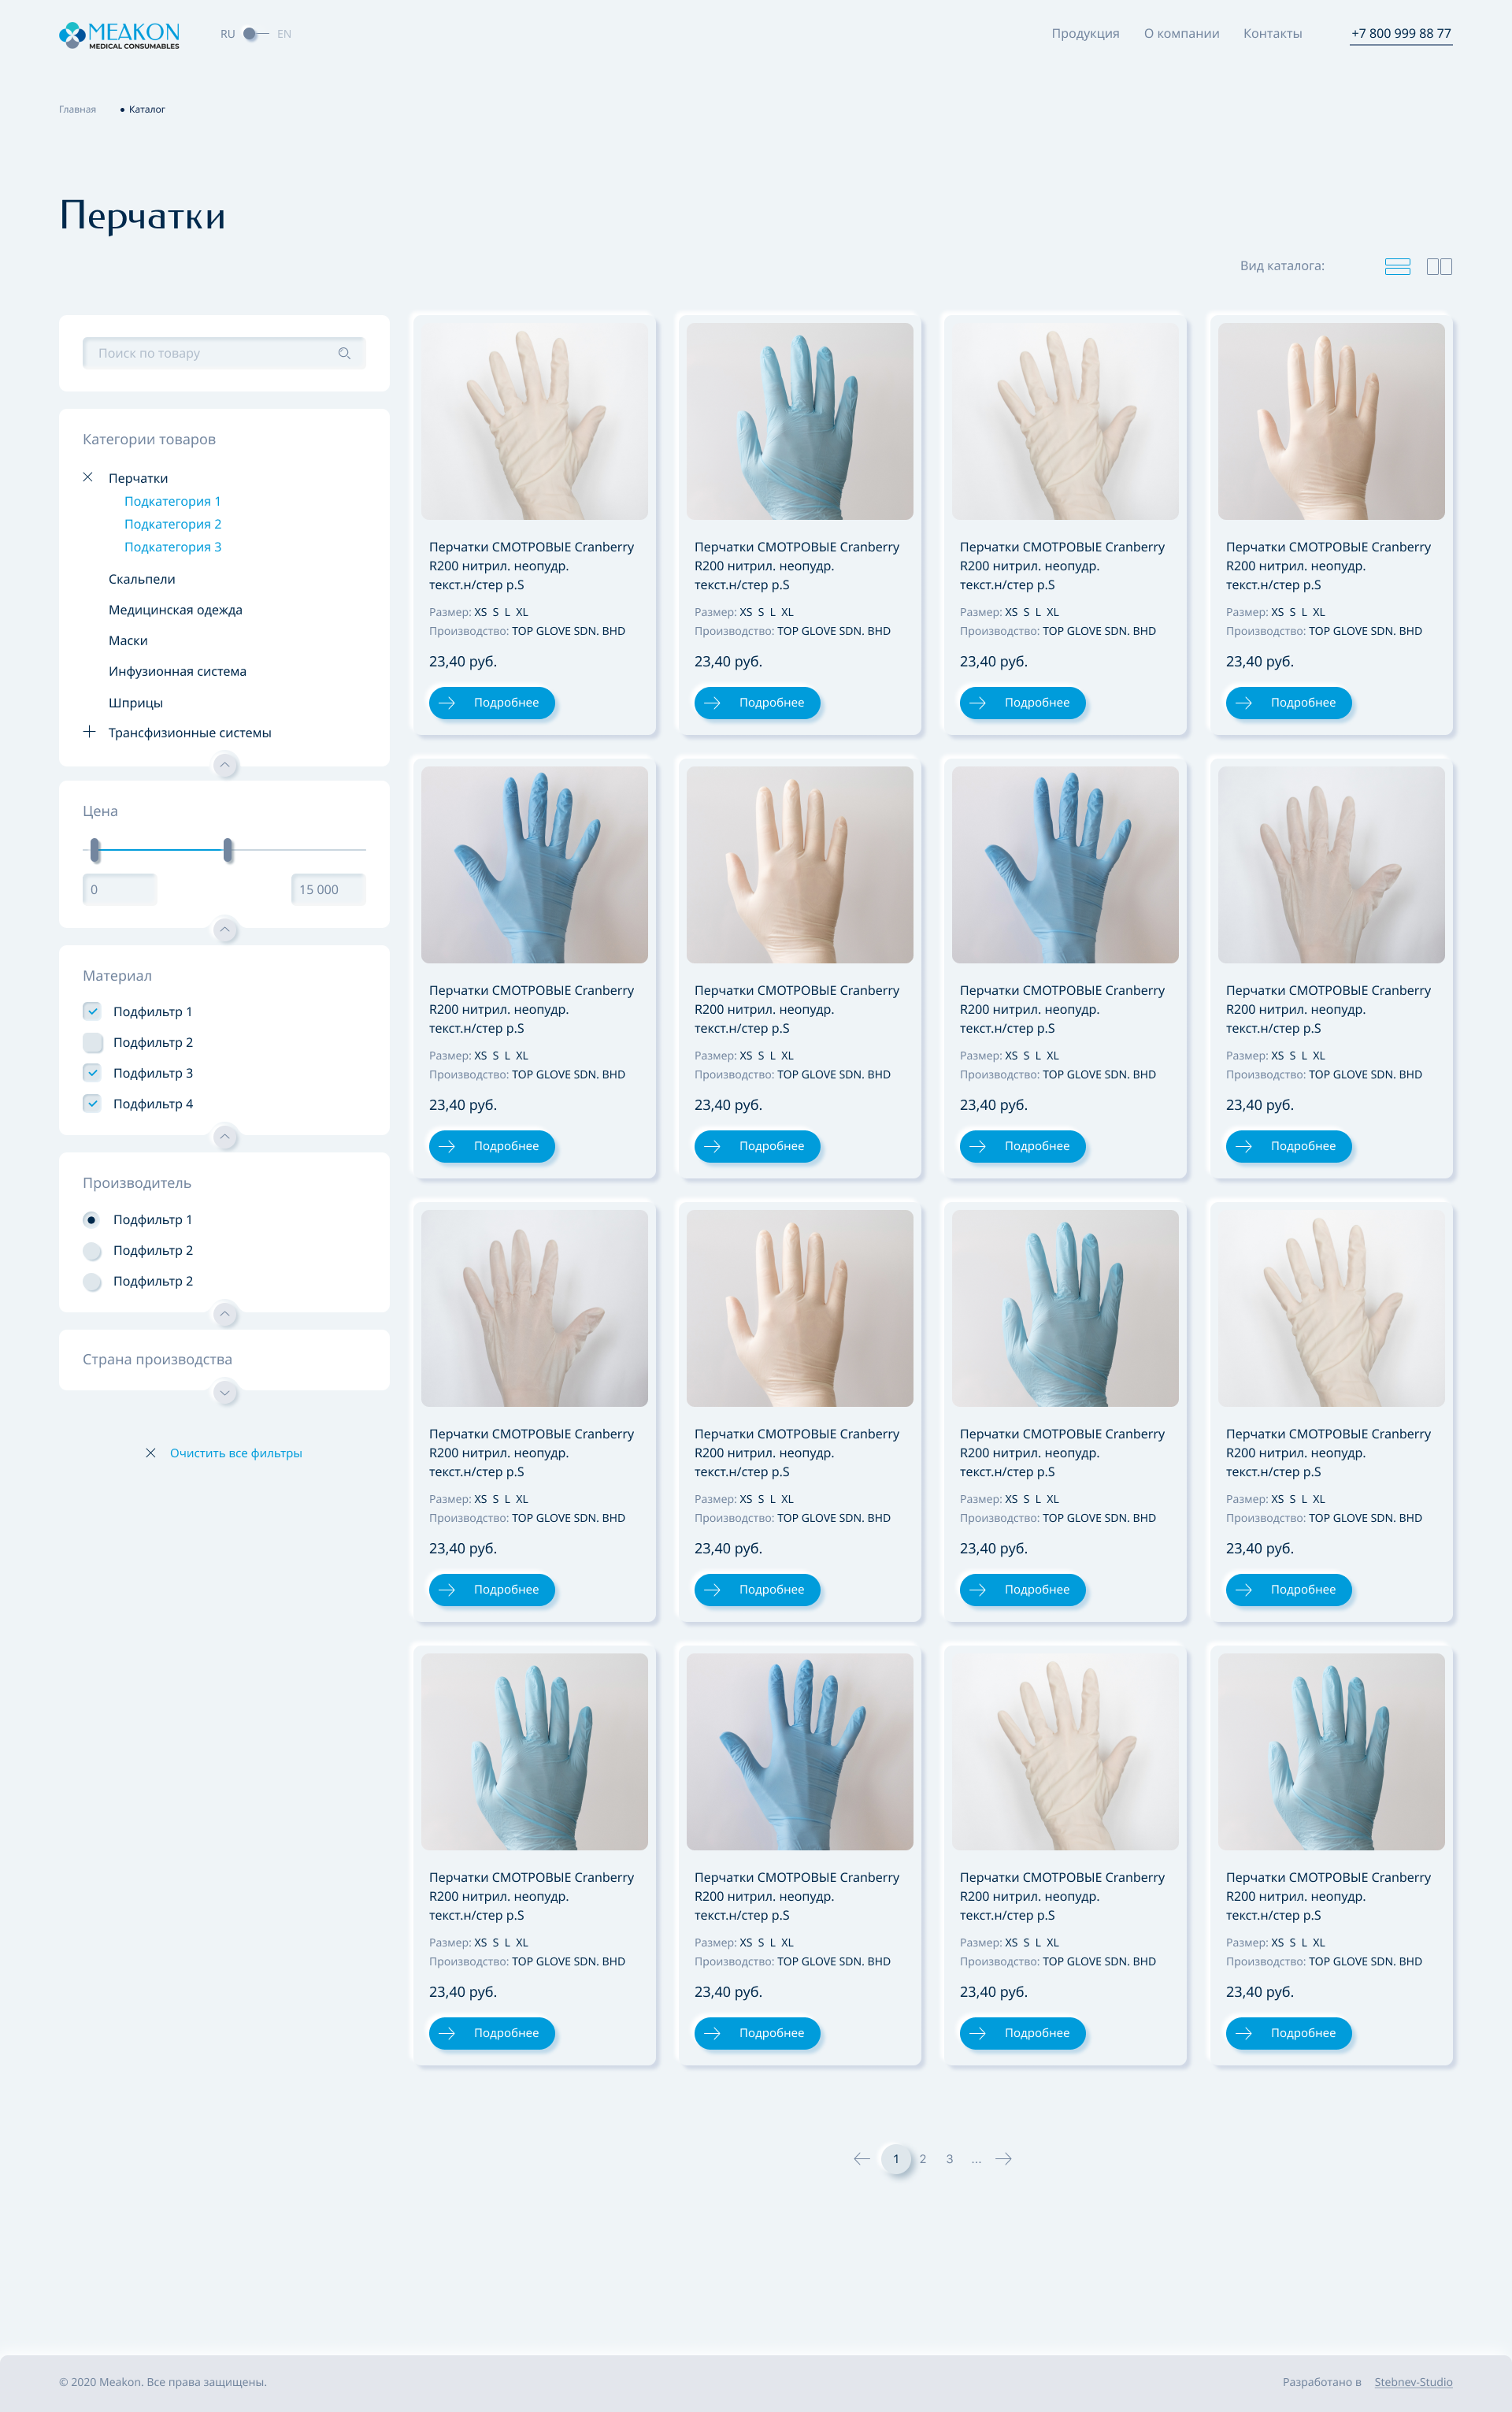 MEAKON
MEDICAL CONSUMABLES
RU EN
Продукция О компании Контакты +7 800 999 88 77
Главная • Каталог
Перчатки
Вид каталога:
Поиск по товару
Категории товаров
Перчатки
Подкатегория 1
Подкатегория 2
Подкатегория 3
Скальпели
Медицинская одежда
Маски
Инфузионная система
Шприцы
Трансфизионные системы
Цена
0 15 000
Материал
Подфильтр 1
Подфильтр 2
Подфильтр 3
Подфильтр 4
Производитель
Подфильтр 1
Подфильтр 2
Подфильтр 2
Страна производства
Очистить все фильтры
Перчатки СМОТРОВЫЕ Cranberry
R200 нитрил. неопудр.
текст.н/стер р.S
Размер: XS S L XL
Производство: TOP GLOVE SDN. BHD
23,40 руб.
Подробнее
Перчатки СМОТРОВЫЕ Cranberry
R200 нитрил. неопудр.
текст.н/стер р.S
Размер: XS S L XL
Производство: TOP GLOVE SDN. BHD
23,40 руб.
Подробнее
Перчатки СМОТРОВЫЕ Cranberry
R200 нитрил. неопудр.
текст.н/стер р.S
Размер: XS S L XL
Производство: TOP GLOVE SDN. BHD
23,40 руб.
Подробнее
Перчатки СМОТРОВЫЕ Cranberry
R200 нитрил. неопудр.
текст.н/стер р.S
Размер: XS S L XL
Производство: TOP GLOVE SDN. BHD
23,40 руб.
Подробнее
Перчатки СМОТРОВЫЕ Cranberry
R200 нитрил. неопудр.
текст.н/стер р.S
Размер: XS S L XL
Производство: TOP GLOVE SDN. BHD
23,40 руб.
Подробнее
Перчатки СМОТРОВЫЕ Cranberry
R200 нитрил. неопудр.
текст.н/стер р.S
Размер: XS S L XL
Производство: TOP GLOVE SDN. BHD
23,40 руб.
Подробнее
Перчатки СМОТРОВЫЕ Cranberry
R200 нитрил. неопудр.
текст.н/стер р.S
Размер: XS S L XL
Производство: TOP GLOVE SDN. BHD
23,40 руб.
Подробнее
Перчатки СМОТРОВЫЕ Cranberry
R200 нитрил. неопудр.
текст.н/стер р.S
Размер: XS S L XL
Производство: TOP GLOVE SDN. BHD
23,40 руб.
Подробнее
Перчатки СМОТРОВЫЕ Cranberry
R200 нитрил. неопудр.
текст.н/стер р.S
Размер: XS S L XL
Производство: TOP GLOVE SDN. BHD
23,40 руб.
Подробнее
Перчатки СМОТРОВЫЕ Cranberry
R200 нитрил. неопудр.
текст.н/стер р.S
Размер: XS S L XL
Производство: TOP GLOVE SDN. BHD
23,40 руб.
Подробнее
Перчатки СМОТРОВЫЕ Cranberry
R200 нитрил. неопудр.
текст.н/стер р.S
Размер: XS S L XL
Производство: TOP GLOVE SDN. BHD
23,40 руб.
Подробнее
Перчатки СМОТРОВЫЕ Cranberry
R200 нитрил. неопудр.
текст.н/стер р.S
Размер: XS S L XL
Производство: TOP GLOVE SDN. BHD
23,40 руб.
Подробнее
Перчатки СМОТРОВЫЕ Cranberry
R200 нитрил. неопудр.
текст.н/стер р.S
Размер: XS S L XL
Производство: TOP GLOVE SDN. BHD
23,40 руб.
Подробнее
Перчатки СМОТРОВЫЕ Cranberry
R200 нитрил. неопудр.
текст.н/стер р.S
Размер: XS S L XL
Производство: TOP GLOVE SDN. BHD
23,40 руб.
Подробнее
Перчатки СМОТРОВЫЕ Cranberry
R200 нитрил. неопудр.
текст.н/стер р.S
Размер: XS S L XL
Производство: TOP GLOVE SDN. BHD
23,40 руб.
Подробнее
Перчатки СМОТРОВЫЕ Cranberry
R200 нитрил. неопудр.
текст.н/стер р.S
Размер: XS S L XL
Производство: TOP GLOVE SDN. BHD
23,40 руб.
Подробнее
1 2 3 ...
© 2020 Meakon. Все права защищены.
Разработано в Stebnev-Studio